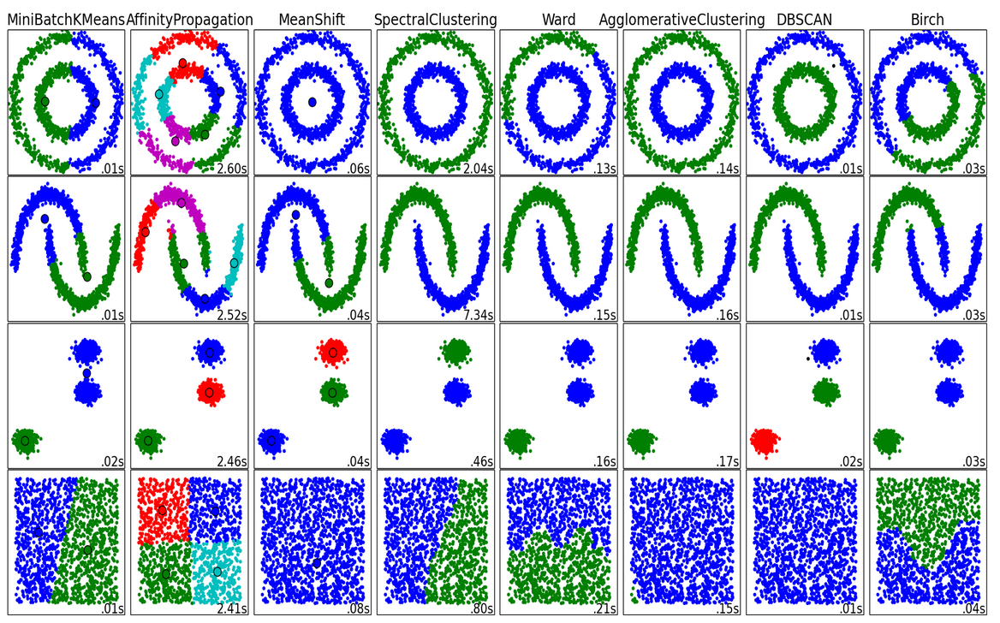 MiniBatchKMeans AffinityPropagation MeanShift SpectralClustering Ward AgglomerativeClustering DBSCAN Birch
.01s 2.60s .06s 2.04s .13s .14s .01s .03s
.01s 2.52s .04s 7.34s .15s .16s .01s .03s
.02s 2.46s .04s .46s .16s .17s .02s .03s
.01s 2.41s .08s .80s .21s .15s .01s .04s